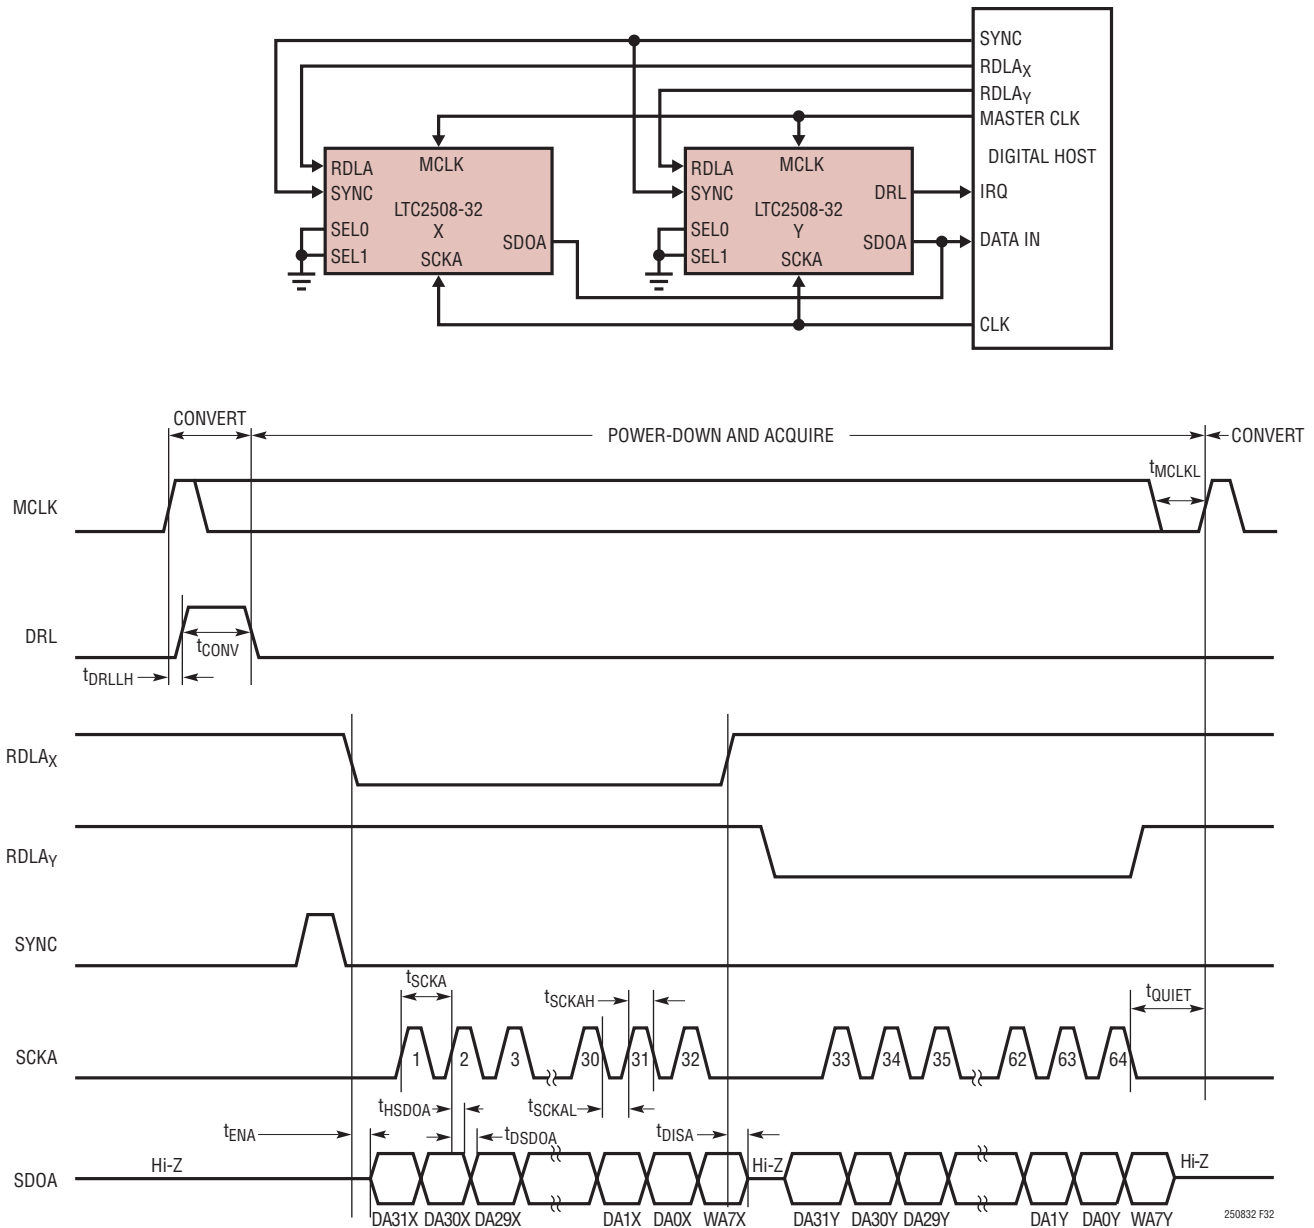 SYNC
RDLAX
RDLAY
MASTER CLK
DIGITAL HOST
IRQ
DATA IN
CLK
RDLA
MCLK
SYNC
LTC2508-32
X
SEL0
SEL1
SDOA
SCKA
RDLA
MCLK
SYNC
DRL
LTC2508-32
Y
SEL0
SEL1
SDOA
SCKA
CONVERT
POWER-DOWN AND ACQUIRE
CONVERT
MCLK
tMCLKL
DRL
tCONV
tDRLLH
RDLAX
RDLAY
SYNC
tSCKA
tSCKAH
tQUIET
SCKA
1 2 3 30 31 32 33 34 35 62 63 64
tHSDOA
tSCKAL
tENA
tDSDOA
tDISA
SDOA
Hi-Z
Hi-Z
Hi-Z
DA31X DA30X DA29X DA1X DA0X WA7X DA31Y DA30Y DA29Y DA1Y DA0Y WA7Y
250832 F32